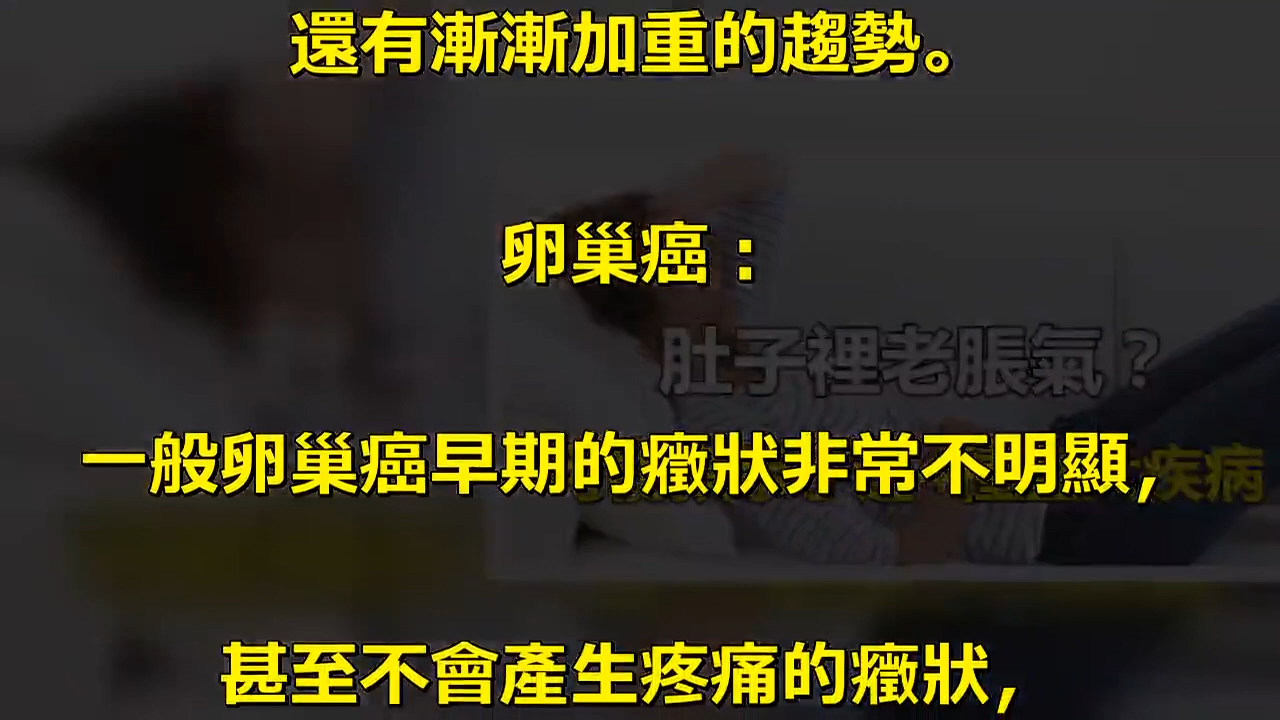 還有漸漸加重的趨勢。
卵巢癌：
肚子裡老脹氣？
一般卵巢癌早期的癥狀非常不明顯，
疾病
甚至不會產生疼痛的癥狀，